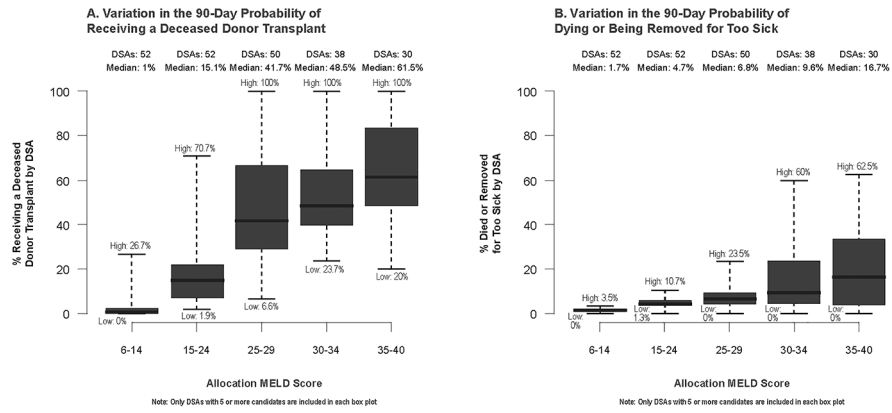 A. Variation in the 90-Day Probability of
Receiving a Deceased Donor Transplant
DSAs: 52 DSAs: 52 DSAs: 50 DSAs: 38 DSAs: 30
Median: 1% Median: 15.1% Median: 41.7% Median: 48.5% Median: 61.5%
High: 100% High: 100% High: 100%
100
80
High: 70.7%
60
40
High: 26.7%
20
Low: 23.7%
Low: 20%
Low: 6.6%
Low: 1.9%
0
Low: 0%
% Receiving a Deceased
Donor Transplant by DSA
6-14 15-24 25-29 30-34 35-40
Allocation MELD Score
Note: Only DSAs with 5 or more candidates are included in each box plot
B. Variation in the 90-Day Probability of
Dying or Being Removed for Too Sick
DSAs: 52 DSAs: 52 DSAs: 50 DSAs: 38 DSAs: 30
Median: 1.7% Median: 4.7% Median: 6.8% Median: 9.6% Median: 16.7%
100
80
High: 60% High: 62.5%
60
40
High: 23.5%
20
High: 10.7%
High: 3.5%
0
Low:
0%
Low:
1.3%
Low:
0%
Low:
0%
Low:
0%
% Died or Removed
for Too Sick by DSA
6-14 15-24 25-29 30-34 35-40
Allocation MELD Score
Note: Only DSAs with 5 or more candidates are included in each box plot